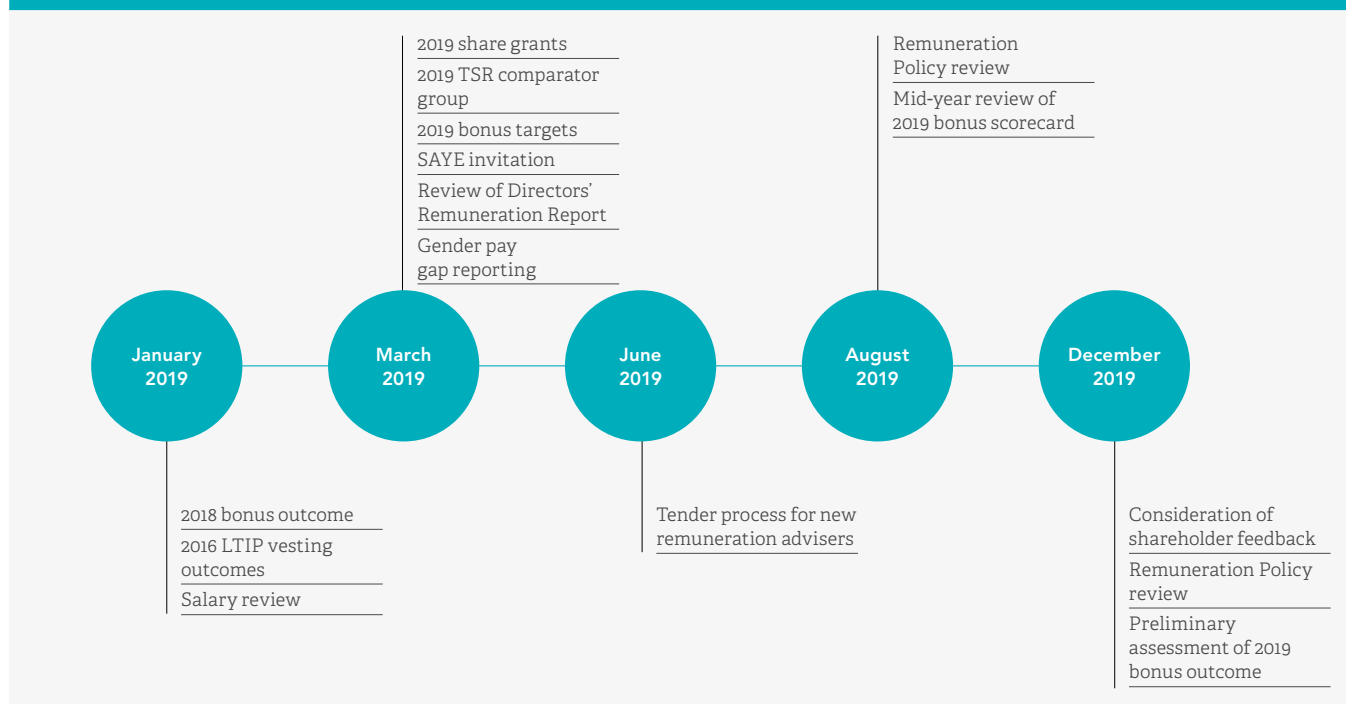 2019 share grants
2019 TSR comparator
group
2019 bonus targets
SAYE invitation
Review of Directors’
Remuneration Report
Gender pay
gap reporting
Remuneration
Policy review
Mid-year review of
2019 bonus scorecard
January
2019
March
2019
June
2019
August
2019
December
2019
2018 bonus outcome
2016 LTIP vesting
outcomes
Salary review
Tender process for new
remuneration advisers
Consideration of
shareholder feedback
Remuneration Policy
review
Preliminary
assessment of 2019
bonus outcome